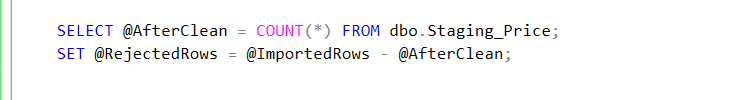 SELECT @AfterClean = COUNT(*) FROM dbo.Staging_Price;
SET @RejectedRows = @ImportedRows - @AfterClean;